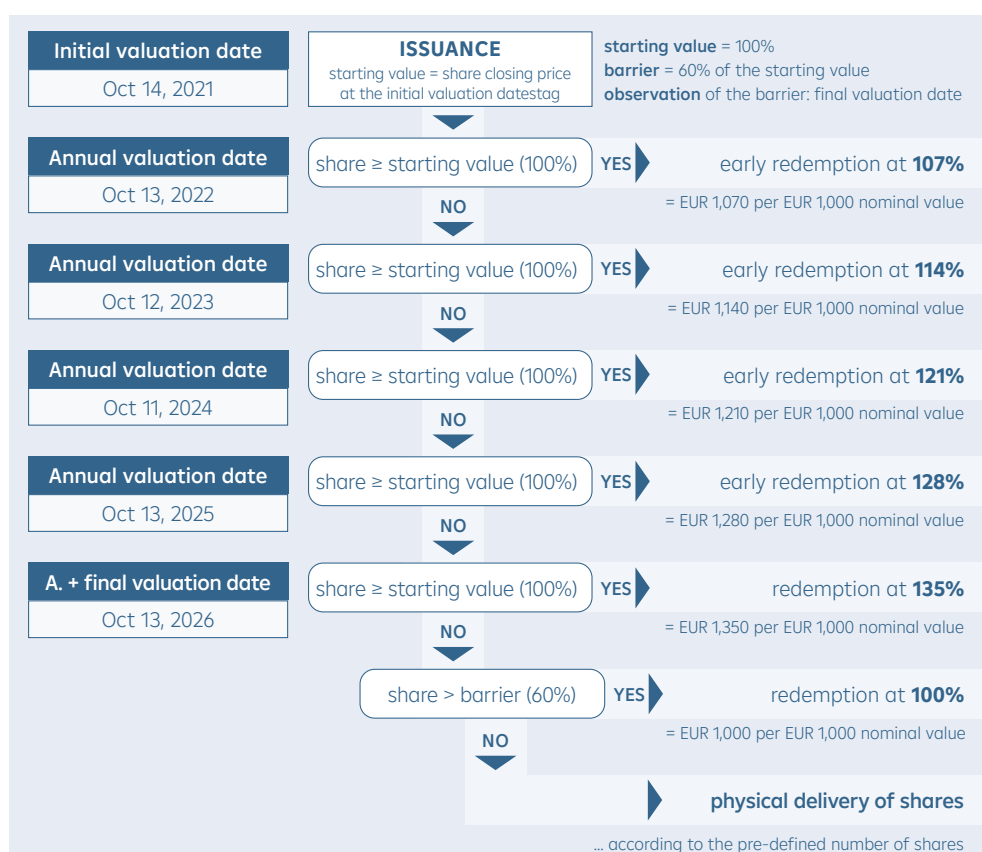 Initial valuation date
Oct 14, 2021
ISSUANCE
starting value = share closing price
at the initial valuation datestag
starting value = 100%
barrier = 60% of the starting value
observation of the barrier: final valuation date
Annual valuation date
Oct 13, 2022
share ≥ starting value (100%)
YES
early redemption at 107%
= EUR 1,070 per EUR 1,000 nominal value
NO
Annual valuation date
Oct 12, 2023
share ≥ starting value (100%)
YES
early redemption at 114%
= EUR 1,140 per EUR 1,000 nominal value
NO
Annual valuation date
Oct 11, 2024
share ≥ starting value (100%)
YES
early redemption at 121%
= EUR 1,210 per EUR 1,000 nominal value
NO
Annual valuation date
Oct 13, 2025
share ≥ starting value (100%)
YES
early redemption at 128%
= EUR 1,280 per EUR 1,000 nominal value
NO
A. + final valuation date
Oct 13, 2026
share ≥ starting value (100%)
YES
redemption at 135%
= EUR 1,350 per EUR 1,000 nominal value
NO
share > barrier (60%)
YES
redemption at 100%
= EUR 1,000 per EUR 1,000 nominal value
NO
physical delivery of shares
... according to the pre-defined number of shares